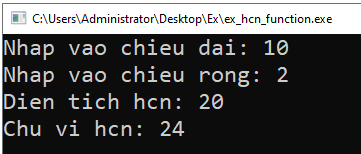 C:\Users\Administrator\Desktop\Ex\ex_hcn_function.exe
Nhap vao chieu dai: 10
Nhap vao chieu rong: 2
Dien tich hcn: 20
Chu vi hcn: 24